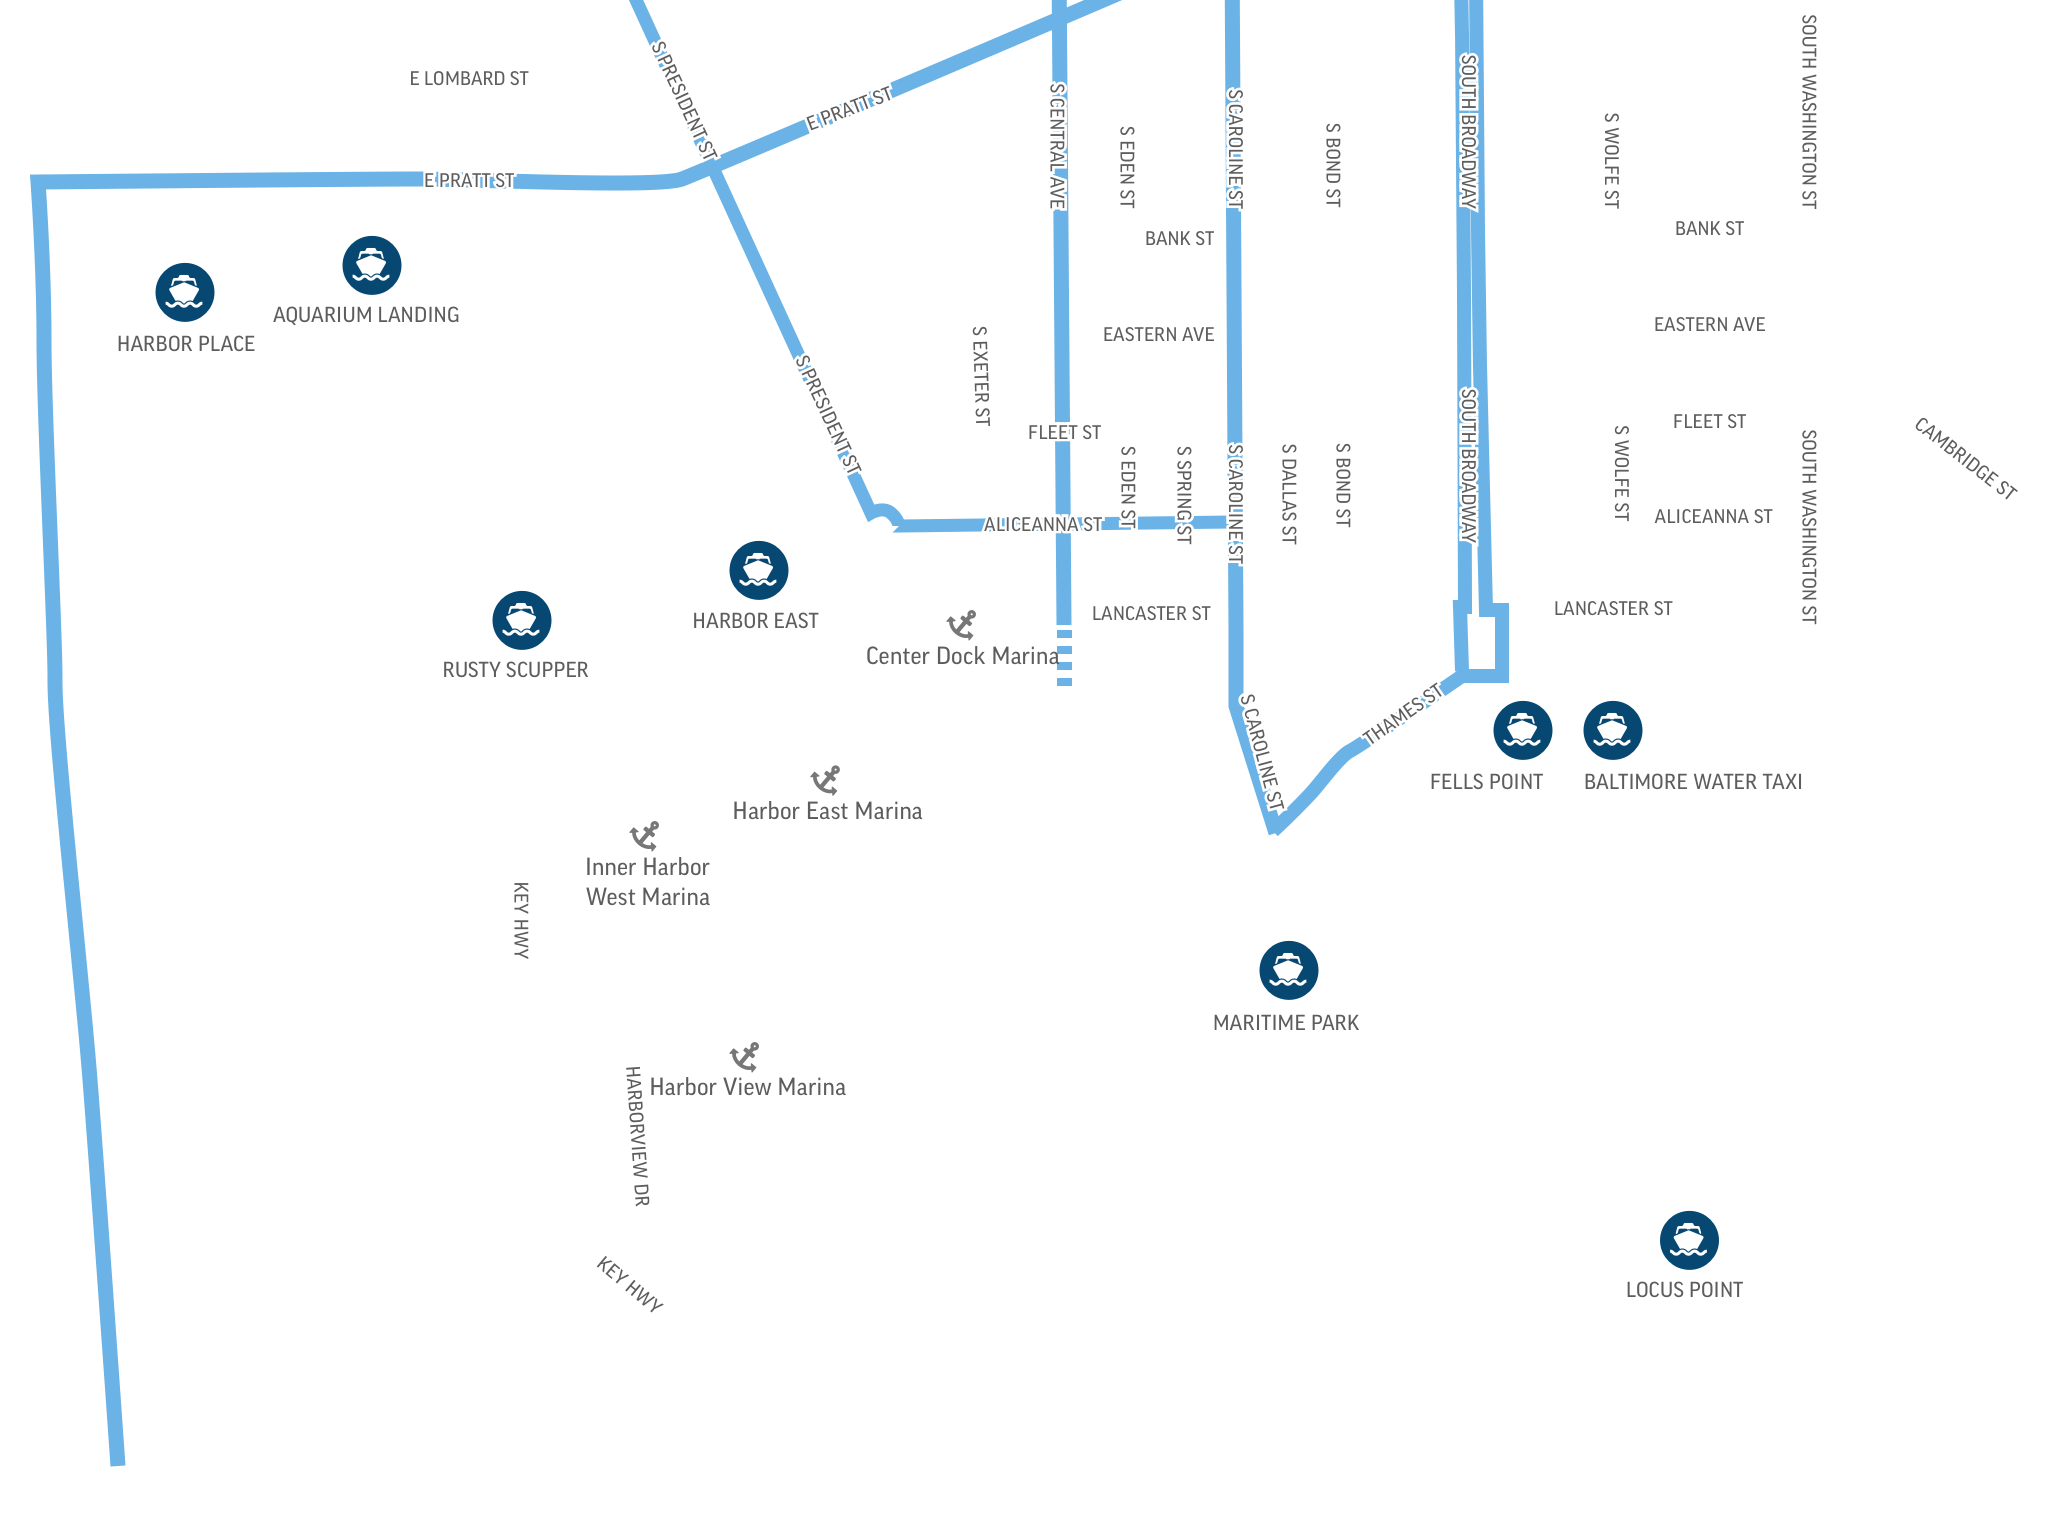 E LOMBARD ST
S PRESIDENT ST
E PRATT ST
E PRATT ST
S CENTRAL AVE
S EDEN ST
S CAROLINE ST
S BOND ST
SOUTH BROADWAY
S WOLFE ST
SOUTH WASHINGTON ST
BANK ST
BANK ST
AQUARIUM LANDING
HARBOR PLACE
EASTERN AVE
EASTERN AVE
S PRESIDENT ST
S EXETER ST
FLEET ST
FLEET ST
S EDEN ST
S SPRING ST
S CAROLINE ST
S DALLAS ST
S BOND ST
SOUTH BROADWAY
S WOLFE ST
SOUTH WASHINGTON ST
CAMBRIDGE ST
ALICEANNA ST
ALICEANNA ST
HARBOR EAST
LANCASTER ST
LANCASTER ST
RUSTY SCUPPER
Center Dock Marina
S CAROLINE ST
THAMES ST
FELLS POINT
BALTIMORE WATER TAXI
Harbor East Marina
Inner Harbor
West Marina
KEY HWY
MARITIME PARK
Harbor View Marina
HARBORVIEW DR
KEY HWY
LOCUS POINT